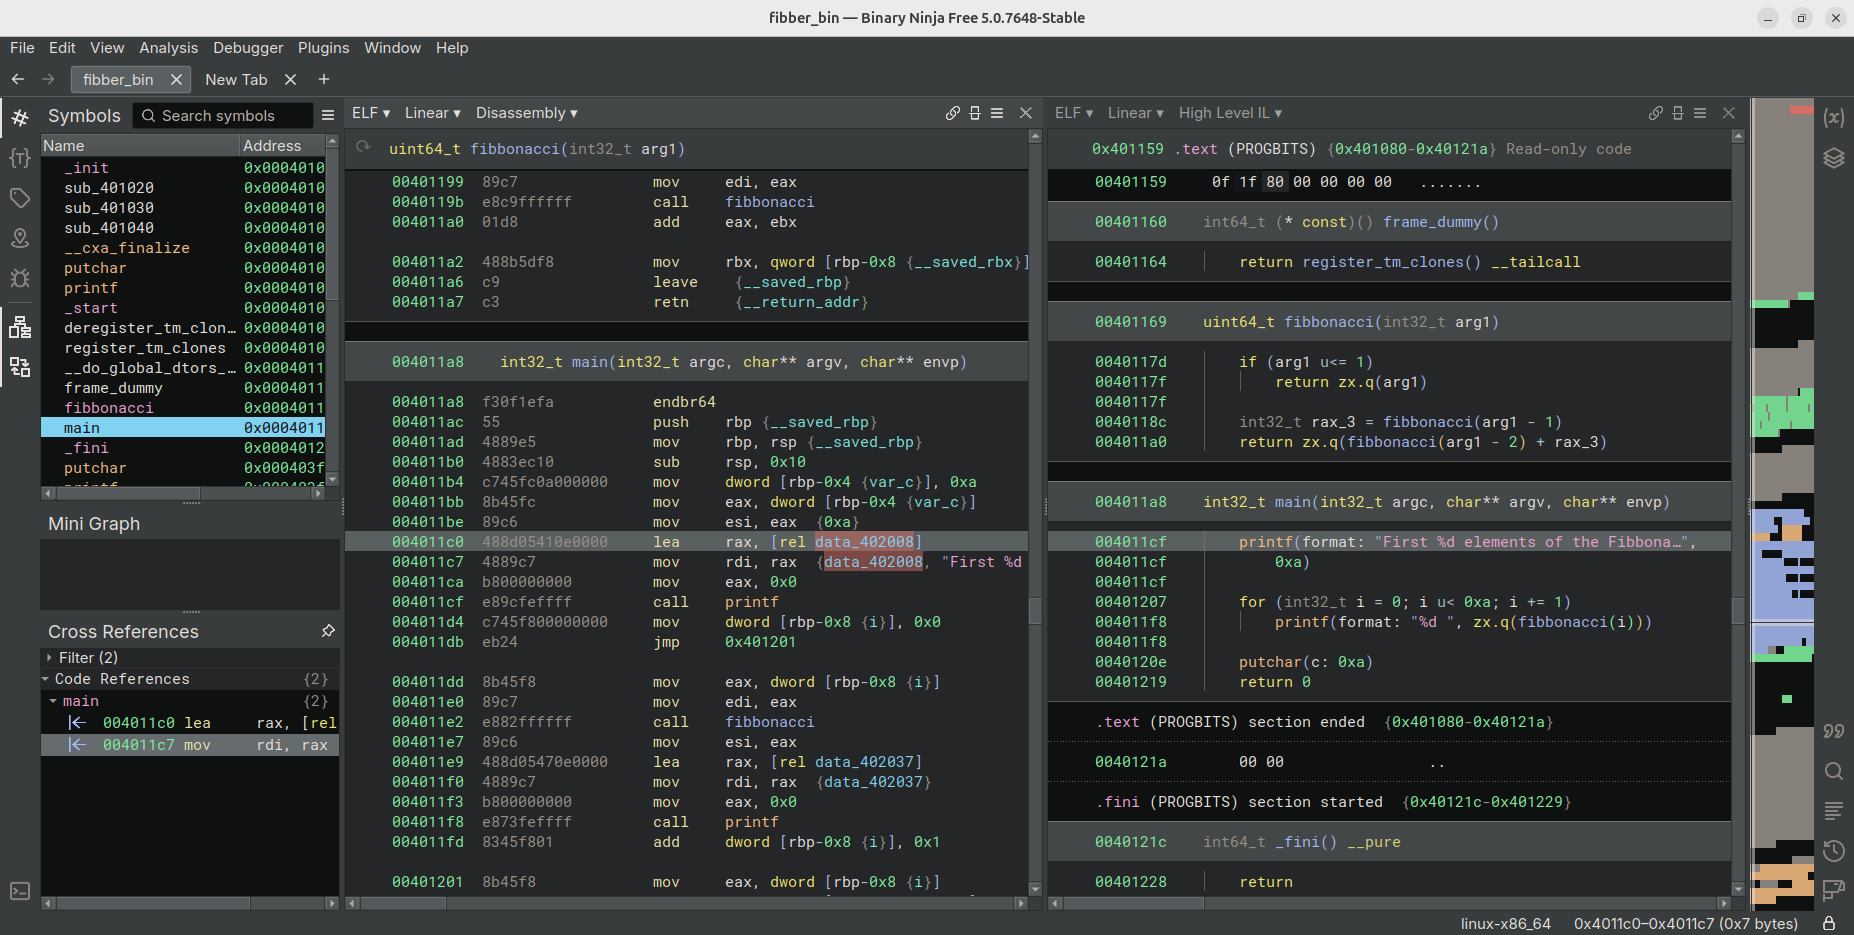 fibber_bin — Binary Ninja Free 5.0.7648-Stable
File Edit View Analysis Debugger Plugins Window Help
fibber_bin New Tab
Symbols Search symbols
Name Address
_init 0x0004010
sub_401020 0x0004010
sub_401030 0x0004010
sub_401040 0x0004010
__cxa_finalize 0x0004010
putchar 0x0004010
printf 0x0004010
_start 0x0004010
deregister_tm_clon… 0x0004010
register_tm_clones 0x0004010
__do_global_dtors_… 0x0004011
frame_dummy 0x0004011
fibbonacci 0x0004011
main 0x0004011
_fini 0x0004012
putchar 0x000403f
Mini Graph
Cross References
Filter (2)
Code References {2}
main {2}
004011c0 lea rax, [rel
004011c7 mov rdi, rax
ELF ▾ Linear ▾ Disassembly ▾
uint64_t fibbonacci(int32_t arg1)
00401199 89c7 mov edi, eax
0040119b e8c9ffffff call fibbonacci
004011a0 01d8 add eax, ebx
004011a2 488b5df8 mov rbx, qword [rbp-0x8 {__saved_rbx}]
004011a6 c9 leave {__saved_rbp}
004011a7 c3 retn {__return_addr}
004011a8 int32_t main(int32_t argc, char** argv, char** envp)
004011a8 f30f1efa endbr64
004011ac 55 push rbp {__saved_rbp}
004011ad 4889e5 mov rbp, rsp {__saved_rbp}
004011b0 4883ec10 sub rsp, 0x10
004011b4 c745fc0a000000 mov dword [rbp-0x4 {var_c}], 0xa
004011bb 8b45fc mov eax, dword [rbp-0x4 {var_c}]
004011be 89c6 mov esi, eax {0xa}
004011c0 488d05410e0000 lea rax, [rel data_402008]
004011c7 4889c7 mov rdi, rax {data_402008, "First %d
004011ca b800000000 mov eax, 0x0
004011cf e89cfeffff call printf
004011d4 c745f800000000 mov dword [rbp-0x8 {i}], 0x0
004011db eb24 jmp 0x401201
004011dd 8b45f8 mov eax, dword [rbp-0x8 {i}]
004011e0 89c7 mov edi, eax
004011e2 e882ffffff call fibbonacci
004011e7 89c6 mov esi, eax
004011e9 488d05470e0000 lea rax, [rel data_402037]
004011f0 4889c7 mov rdi, rax {data_402037}
004011f3 b800000000 mov eax, 0x0
004011f8 e873feffff call printf
004011fd 8345f801 add dword [rbp-0x8 {i}], 0x1
00401201 8b45f8 mov eax, dword [rbp-0x8 {i}]
ELF ▾ Linear ▾ High Level IL ▾
0x401159 .text (PROGBITS) {0x401080-0x40121a} Read-only code
00401159 0f 1f 80 00 00 00 00 .......
00401160 int64_t (* const)() frame_dummy()
00401164 return register_tm_clones() __tailcall
00401169 uint64_t fibbonacci(int32_t arg1)
0040117d if (arg1 u<= 1)
0040117f return zx.q(arg1)
0040117f
0040118c int32_t rax_3 = fibbonacci(arg1 - 1)
004011a0 return zx.q(fibbonacci(arg1 - 2) + rax_3)
004011a8 int32_t main(int32_t argc, char** argv, char** envp)
004011cf printf(format: "First %d elements of the Fibbona…",
004011cf 0xa)
004011cf
00401207 for (int32_t i = 0; i u< 0xa; i += 1)
004011f8 printf(format: "%d ", zx.q(fibbonacci(i)))
004011f8
0040120e putchar(c: 0xa)
00401219 return 0
.text (PROGBITS) section ended {0x401080-0x40121a}
0040121a 00 00 ..
.fini (PROGBITS) section started {0x40121c-0x401229}
0040121c int64_t _fini() __pure
00401228 return
linux-x86_64 0x4011c0–0x4011c7 (0x7 bytes)